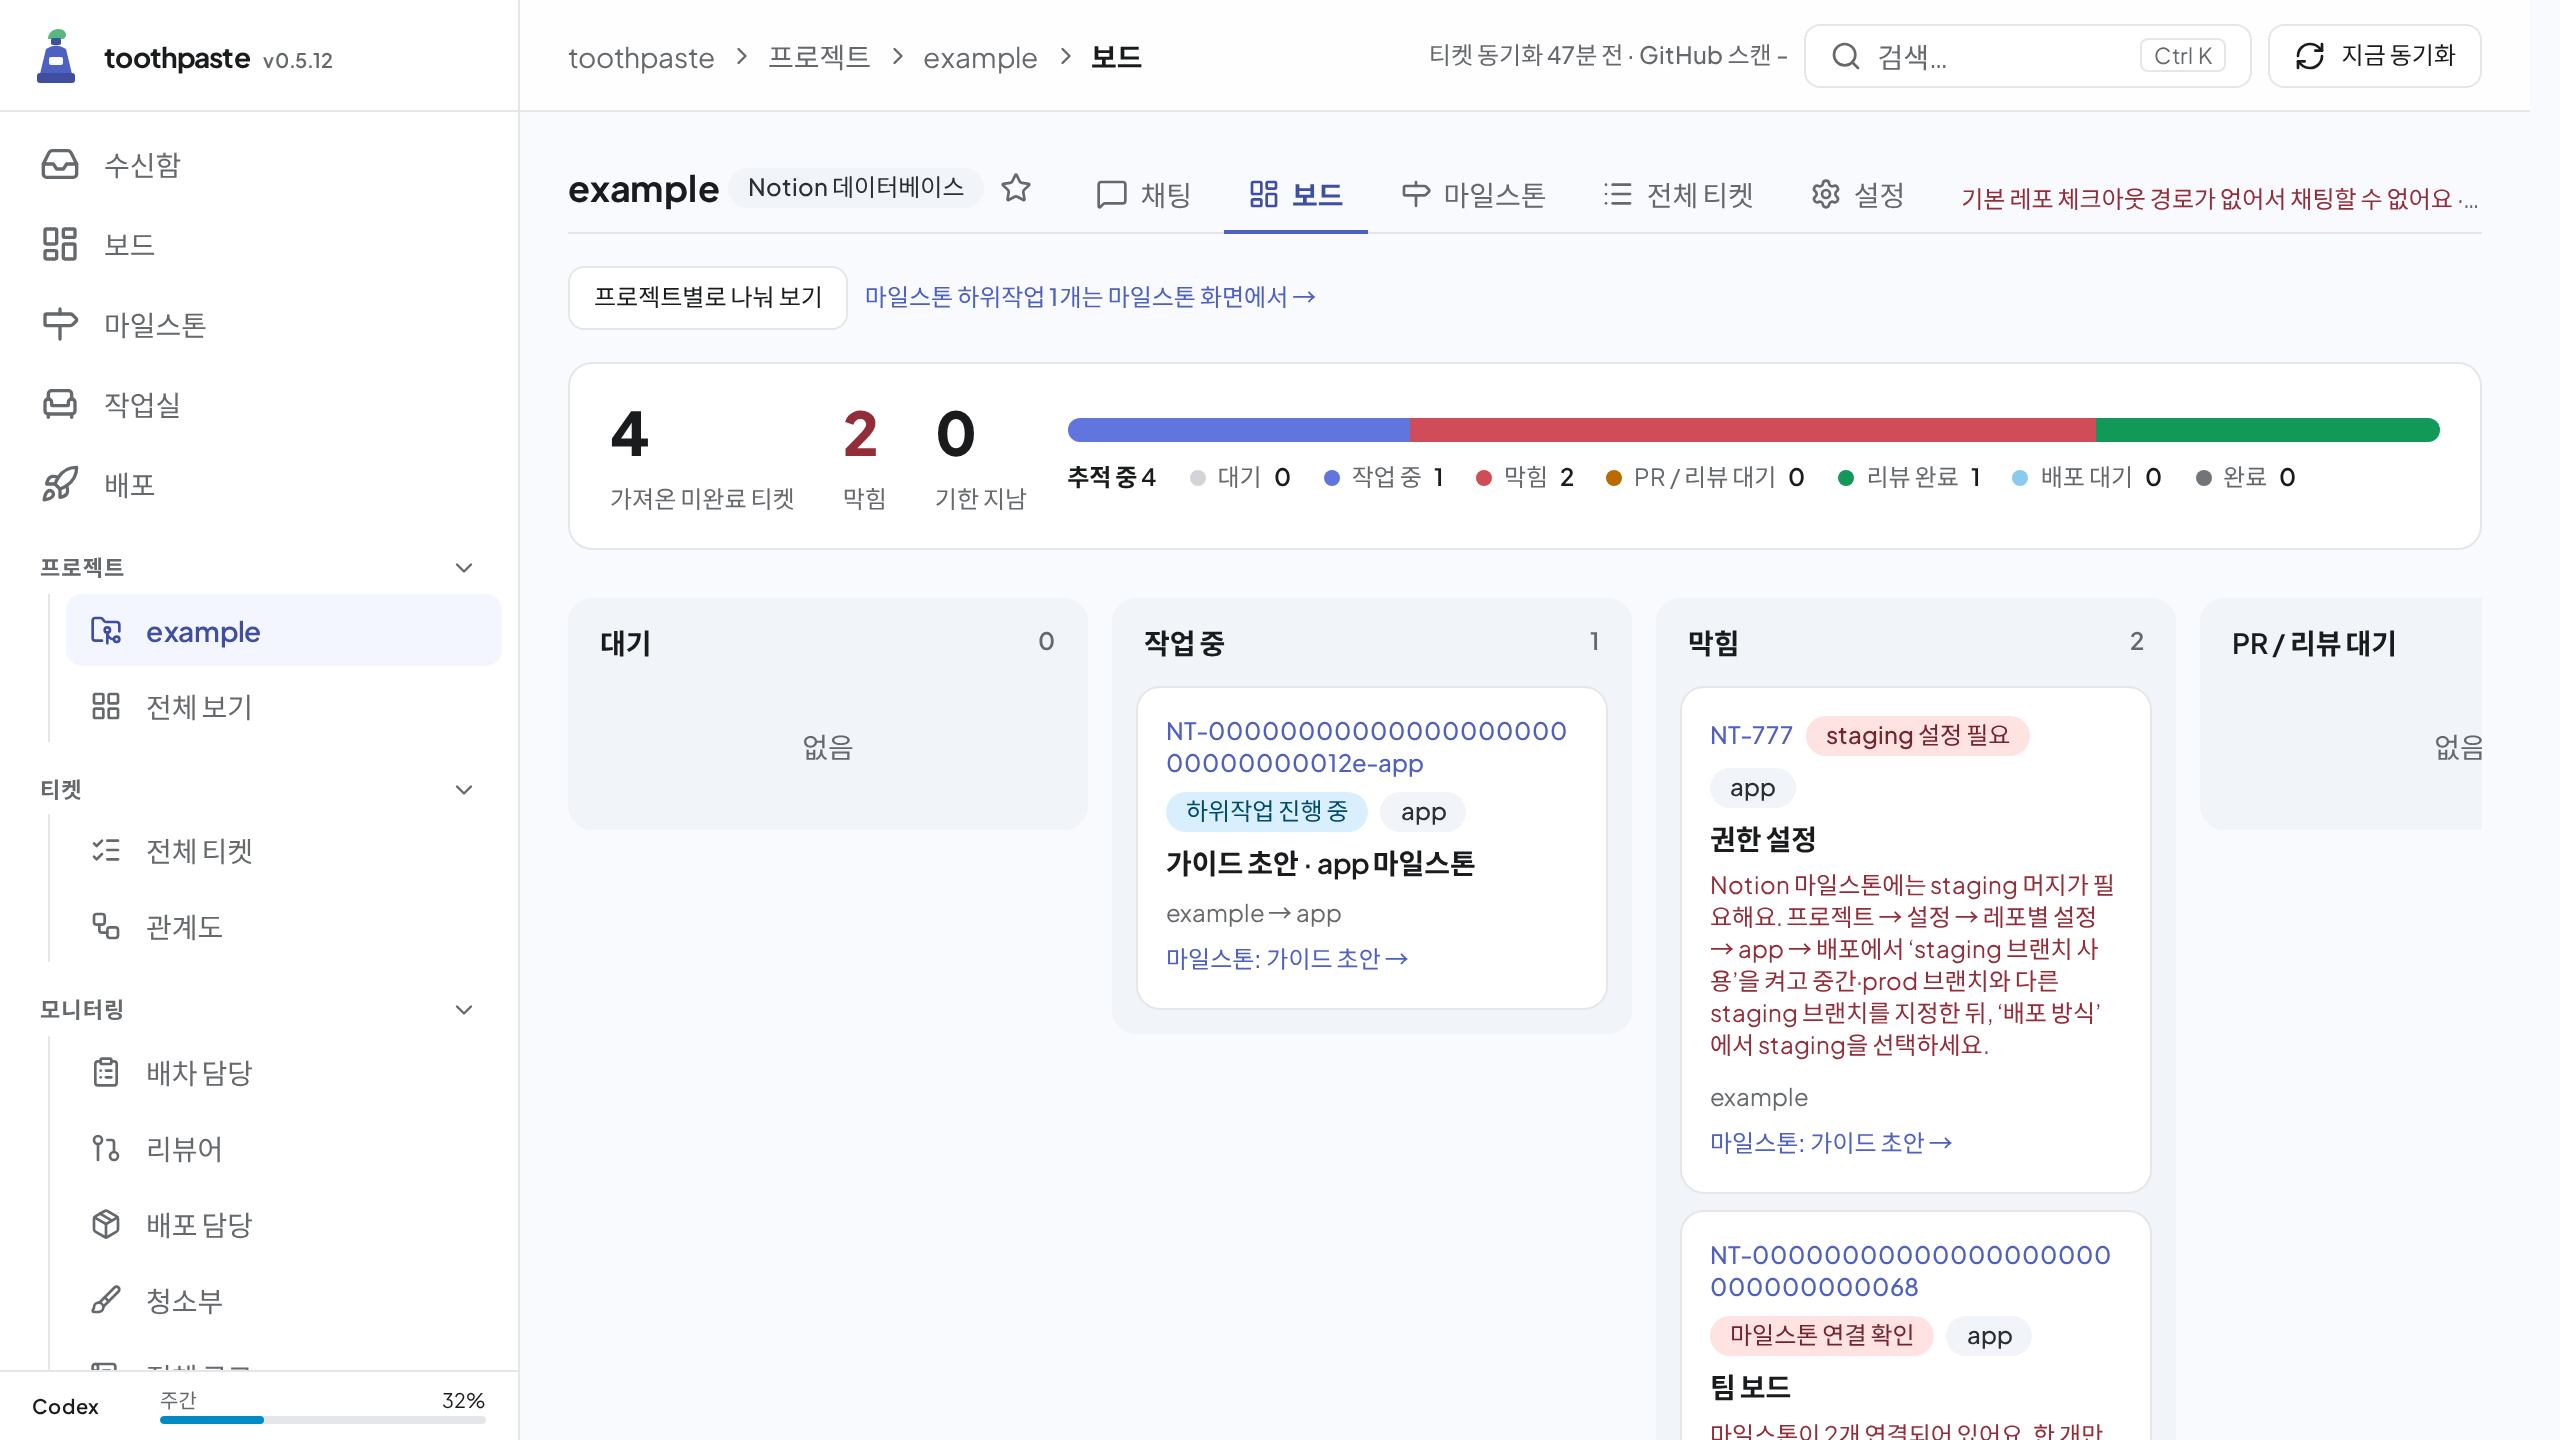 toothpaste v0.5.12
수신함
보드
마일스톤
작업실
배포
프로젝트
example
전체 보기
티켓
전체 티켓
관계도
모니터링
배차 담당
리뷰어
배포 담당
청소부
Codex
주간
32%
toothpaste > 프로젝트 > example > 보드
티켓 동기화 47분 전 · GitHub 스캔 -
검색...
Ctrl K
지금 동기화
example
Notion 데이터베이스
채팅
보드
마일스톤
전체 티켓
설정
기본 레포 체크아웃 경로가 없어서 채팅할 수 없어요 ·...
프로젝트별로 나눠 보기
마일스톤 하위작업 1개는 마일스톤 화면에서 →
4
가져온 미완료 티켓
2
막힘
0
기한 지남
추적 중 4
대기 0
작업 중 1
막힘 2
PR / 리뷰 대기 0
리뷰 완료 1
배포 대기 0
완료 0
대기 0
없음
작업 중 1
NT-00000000000000000000
00000000012e-app
하위작업 진행 중
app
가이드 초안 · app 마일스톤
example → app
마일스톤: 가이드 초안 →
막힘 2
NT-777
staging 설정 필요
app
권한 설정
Notion 마일스톤에는 staging 머지가 필
요해요. 프로젝트 → 설정 → 레포별 설정
→ app → 배포에서 ‘staging 브랜치 사
용’을 켜고 중간·prod 브랜치와 다른
staging 브랜치를 지정한 뒤, ‘배포 방식’
에서 staging을 선택하세요.
example
마일스톤: 가이드 초안 →
NT-00000000000000000000
000000000068
마일스톤 연결 확인
app
팀 보드
마일스톤이 2개 연결되어 있어요. 한 개만
PR / 리뷰 대기
없음